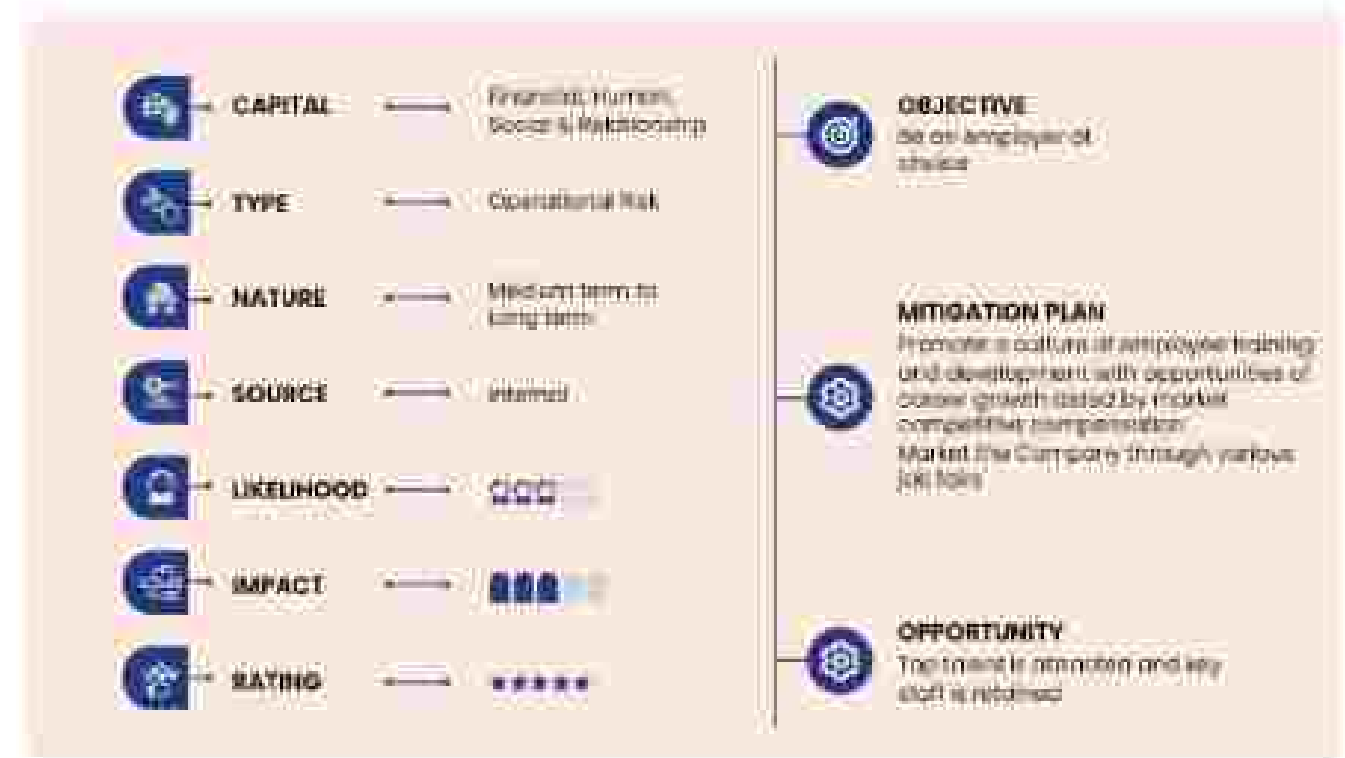 CAPITAL
Financial, Human,
Social & Relationship
TYPE
Operational Risk
NATURE
Medium term to
Long term
SOURCE
Internal
LIKELIHOOD
IMPACT
RATING
OBJECTIVE
Be an employer of
choice
MITIGATION PLAN
Promote a culture of employee training
and development with opportunities of
career growth by market
competitive compensation
Market the Company through various
job fairs
OPPORTUNITY
Top talent is attracted and key
staff is retained